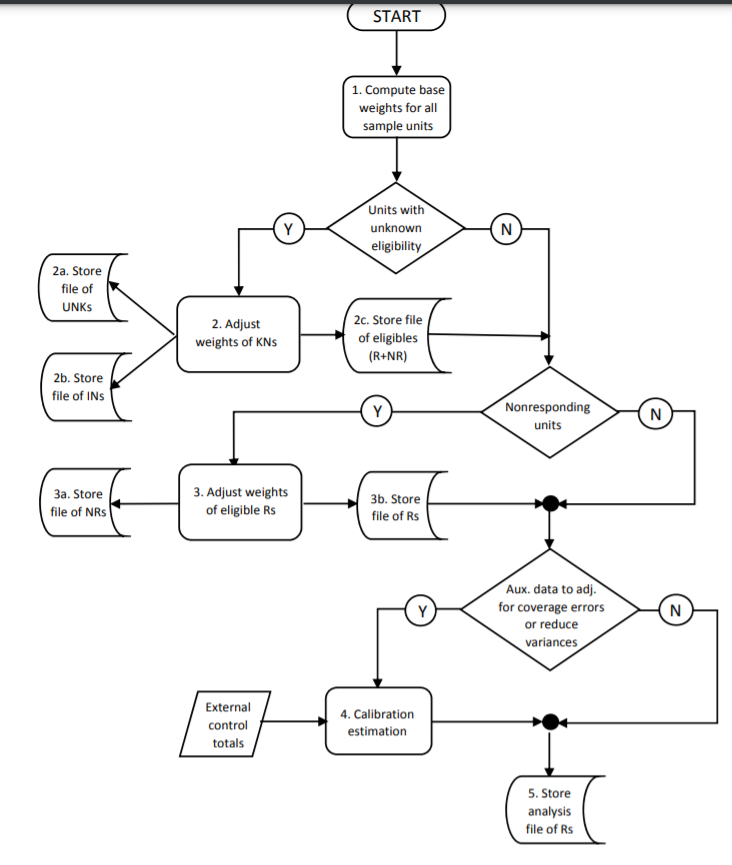 START
1. Compute base
weights for all
sample units
Units with
unknown
eligibility
Y
N
2a. Store
file of
UNKs
2. Adjust
weights of KNs
2c. Store file
of eligibles
(R+NR)
2b. Store
file of INs
Nonresponding
units
Y
N
3a. Store
file of NRs
3. Adjust weights
of eligible Rs
3b. Store
file of Rs
Aux. data to adj.
for coverage errors
or reduce
variances
Y
N
External
control
totals
4. Calibration
estimation
5. Store
analysis
file of Rs